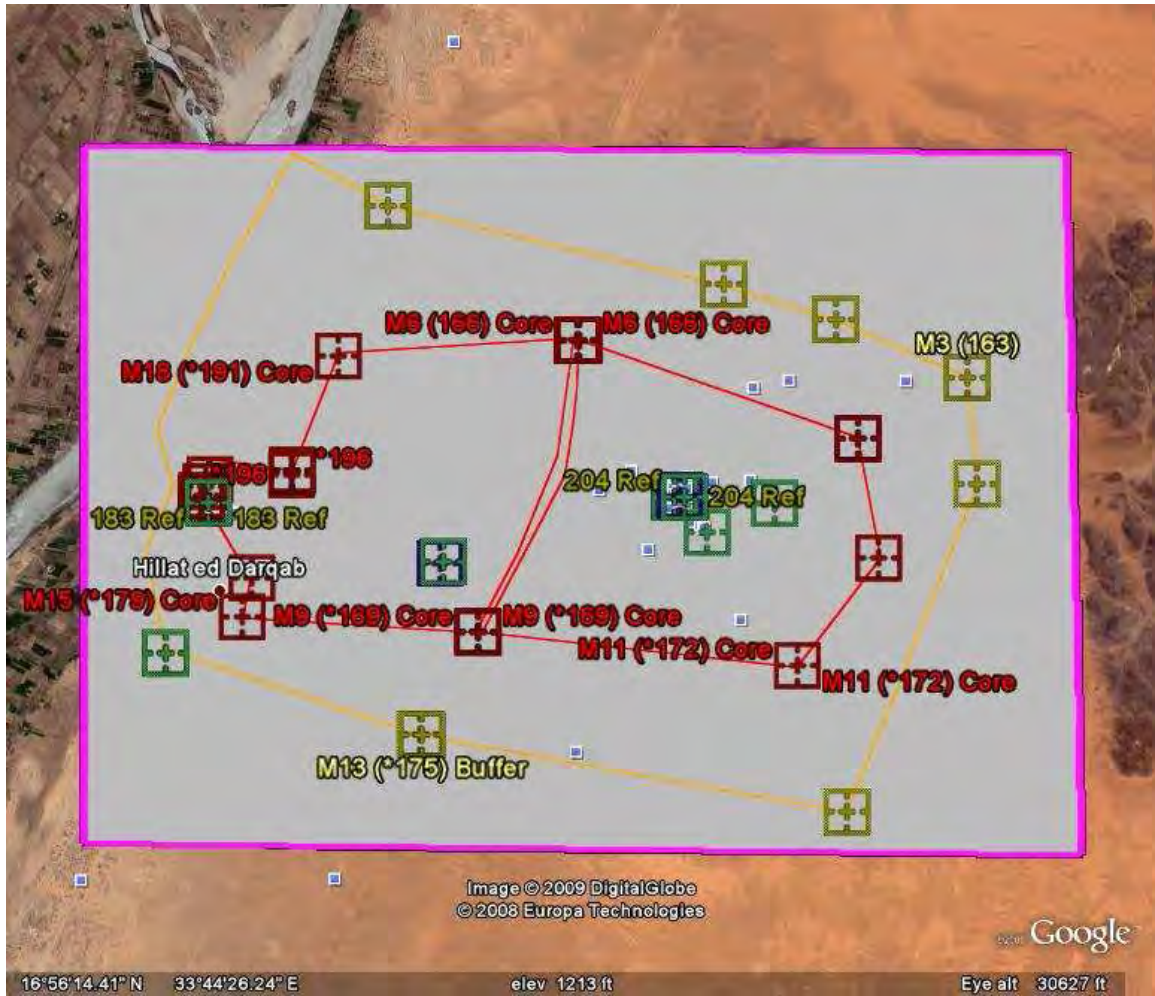 M6 (166) Core
M6 (166) Core
M3 (163)
M18 (*191) Core
*196
*196
204 Ref
204 Ref
183 Ref
183 Ref
Hillat ed Darqab
M15 (*179) Core
M9 (*169) Core
M9 (*169) Core
M11 (*172) Core
M11 (*172) Core
M13 (*175) Buffer
Image © 2009 DigitalGlobe
© 2008 Europa Technologies
Google
16°56'14.41" N 33°44'26.24" E elev 1213 ft Eye alt 30627 ft